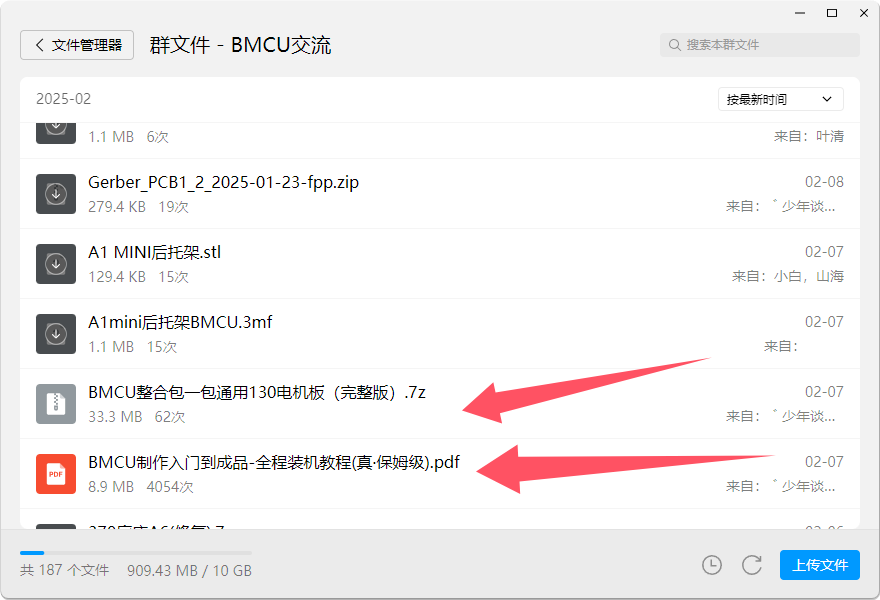 文件管理器
群文件 - BMCU交流
搜索本群文件
2025-02
按最新时间
1.1 MB 6次
来自：叶清
Gerber_PCB1_2_2025-01-23-fpp.zip
02-08
279.4 KB 19次
来自： ˆ 少年谈...
A1 MINI后托架.stl
02-07
129.4 KB 15次
来自：小白，山海
A1mini后托架BMCU.3mf
02-07
1.1 MB 15次
来自：
BMCU整合包一包通用130电机板（完整版）.7z
02-07
33.3 MB 62次
来自： ˆ 少年谈...
PDF
BMCU制作入门到成品-全程装机教程(真·保姆级).pdf
02-07
8.9 MB 4054次
来自： ˆ 少年谈...
共 187 个文件 909.43 MB / 10 GB
上传文件